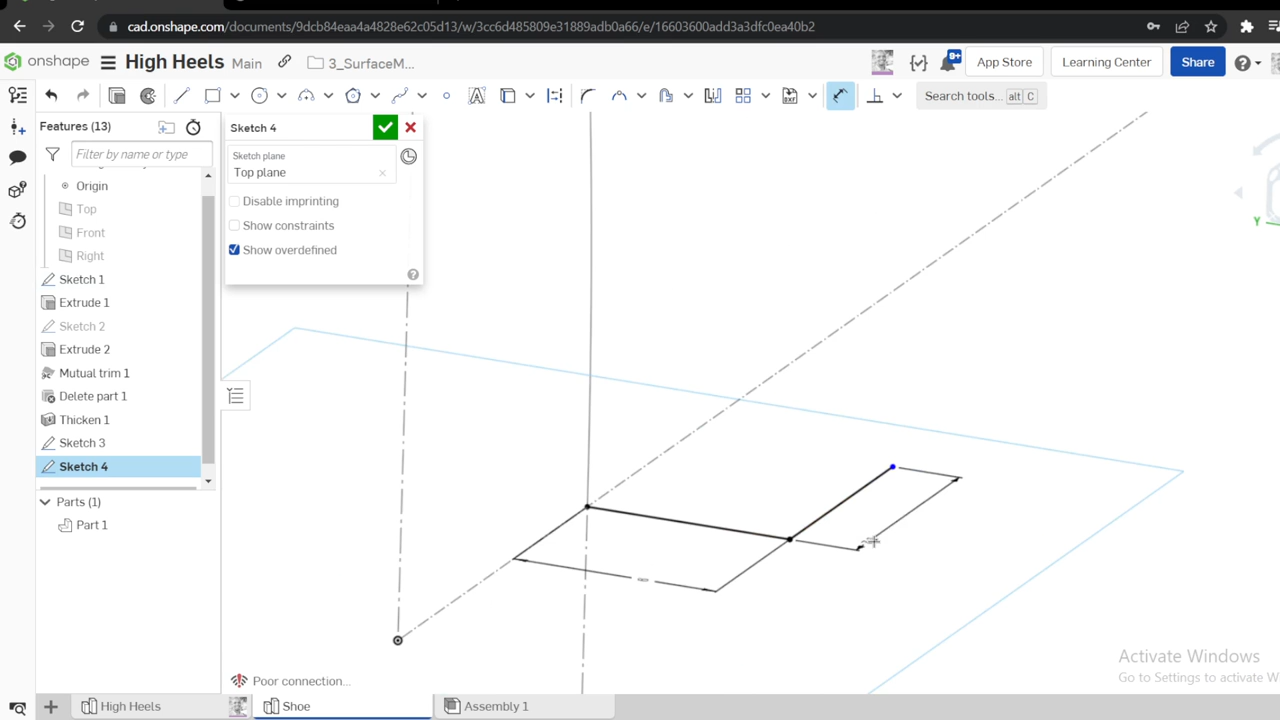 cad.onshape.com/documents/9dcb84eaa4a4828e62c05d13/w/3cc6d485809e31889adb0a66/e/16603600add3a3dfc0ea40b2
onshape High Heels Main 3_SurfaceM... App Store Learning Center Share
Search tools... alt C
Features (13)
Filter by name or type
Origin
Top
Front
Right
Sketch 1
Extrude 1
Sketch 2
Extrude 2
Mutual trim 1
Delete part 1
Thicken 1
Sketch 3
Sketch 4
Parts (1)
Part 1
Sketch 4
Sketch plane
Top plane
Disable imprinting
Show constraints
Show overdefined
Y
Poor connection...
Activate Windows
Go to Settings to activate W
High Heels Shoe Assembly 1